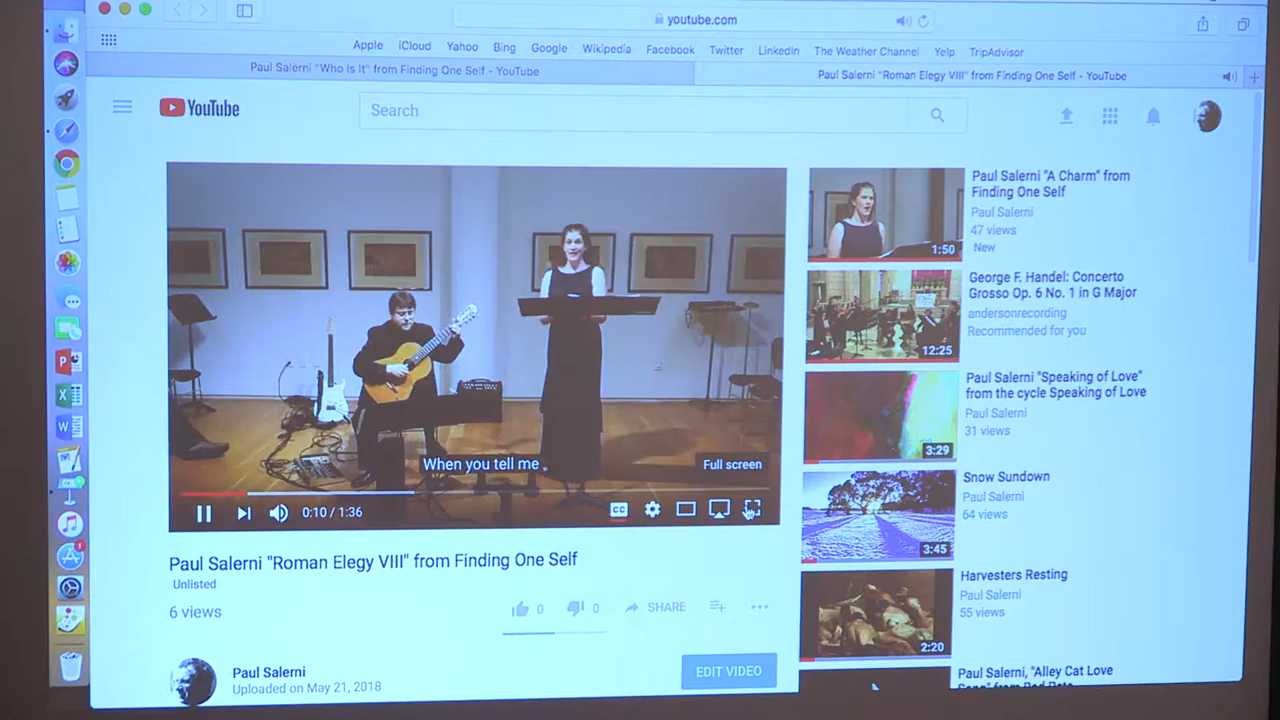 youtube.com
Apple iCloud Yahoo Bing Google Wikipedia Facebook Twitter LinkedIn The Weather Channel Yelp TripAdvisor
Paul Salerni "Who Is It" from Finding One Self - YouTube
Paul Salerni "Roman Elegy VIII" from Finding One Self - YouTube
YouTube
Search
When you tell me
Full screen
0:10 / 1:36
CC
Paul Salerni "Roman Elegy VIII" from Finding One Self
Unlisted
6 views
0
0
SHARE
Paul Salerni
Uploaded on May 21, 2018
EDIT VIDEO
Paul Salerni "A Charm" from
Finding One Self
Paul Salerni
47 views
New
1:50
George F. Handel: Concerto
Grosso Op. 6 No. 1 in G Major
andersonrecording
Recommended for you
12:25
Paul Salerni "Speaking of Love"
from the cycle Speaking of Love
Paul Salerni
31 views
3:29
Snow Sundown
Paul Salerni
64 views
3:45
Harvesters Resting
Paul Salerni
55 views
2:20
Paul Salerni, "Alley Cat Love